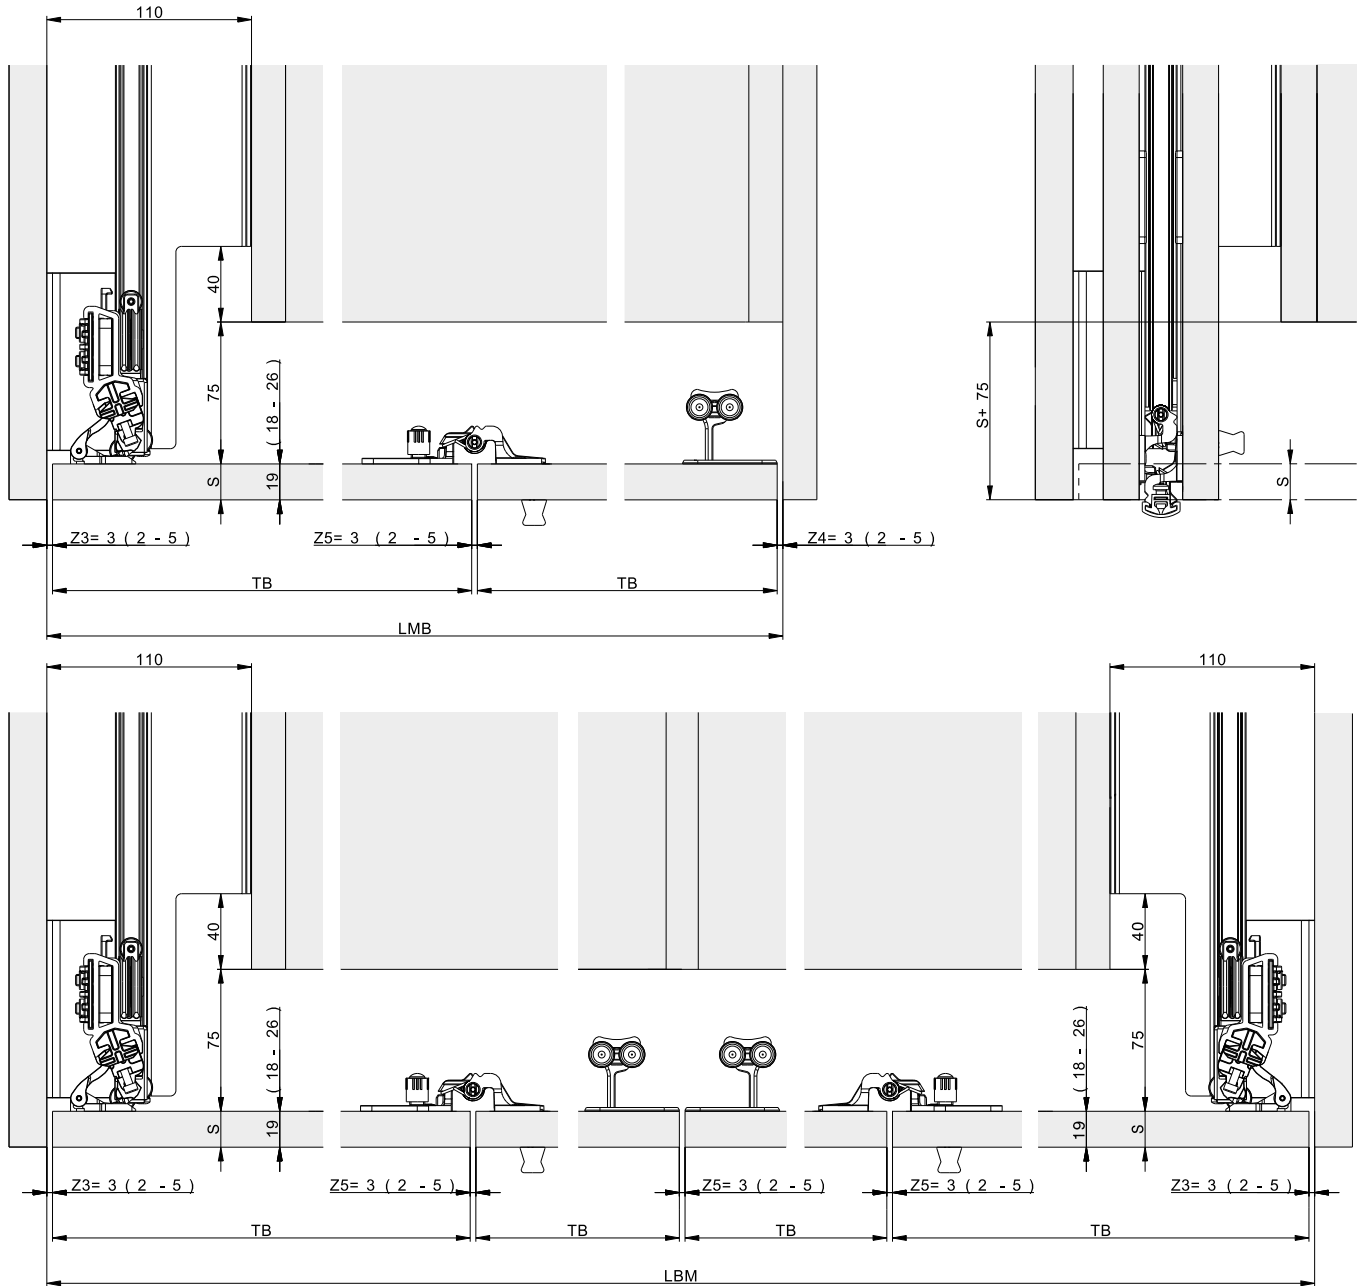 110
40
75
( 18 - 26 )
S
19
S+ 75
S
Z3= 3 ( 2 - 5 )
Z5= 3 ( 2 - 5 )
Z4= 3 ( 2 - 5 )
TB
TB
LMB
110
110
40
40
75
( 18 - 26 )
( 18 - 26 )
75
S
19
19
S
Z3= 3 ( 2 - 5 )
Z5= 3 ( 2 - 5 )
Z5= 3 ( 2 - 5 )
Z5= 3 ( 2 - 5 )
Z3= 3 ( 2 - 5 )
TB
TB
TB
TB
LBM